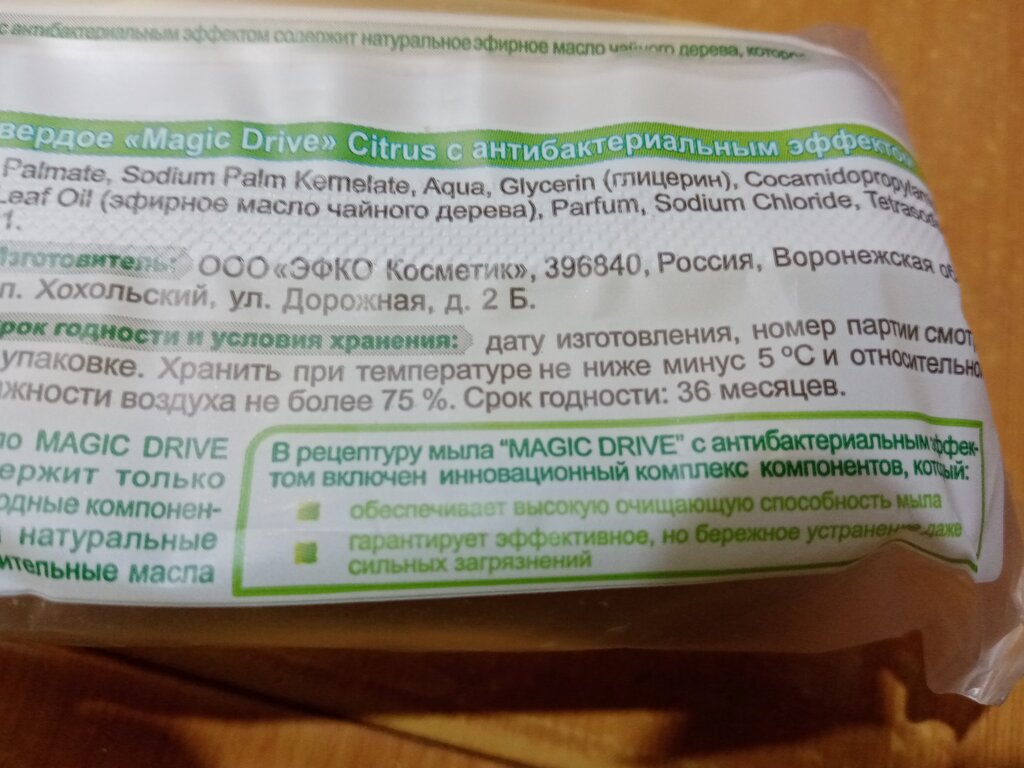 с антибактериальным эффектом содержит натуральное эфирное масло чайного дерева,
вердое «Magic Drive» Citrus с антибактериальным эффектом
Palmate, Sodium Palm Kernelate, Aqua, Glycerin (глицерин), Cocamidopropyl
Leaf Oil (эфирное масло чайного дерева), Parfum, Sodium Chloride, Tetraso
1.
Изготовитель: ООО «ЭФКО Косметик», 396840, Россия, Воронежская об
п. Хохольский, ул. Дорожная, д. 2 Б.
рок годности и условия хранения: дату изготовления, номер партии смот
упаковке. Хранить при температуре не ниже минус 5 °С и относительно
жности воздуха не более 75 %. Срок годности: 36 месяцев.
ло MAGIC DRIVE
ержит только
одные компонен-
натуральные
ительные масла
В рецептуру мыла “MAGIC DRIVE” с антибактериальным эффек-
том включен инновационный комплекс компонентов, который:
обеспечивает высокую очищающую способность мыла
гарантирует эффективное, но бережное устранение даже
сильных загрязнений